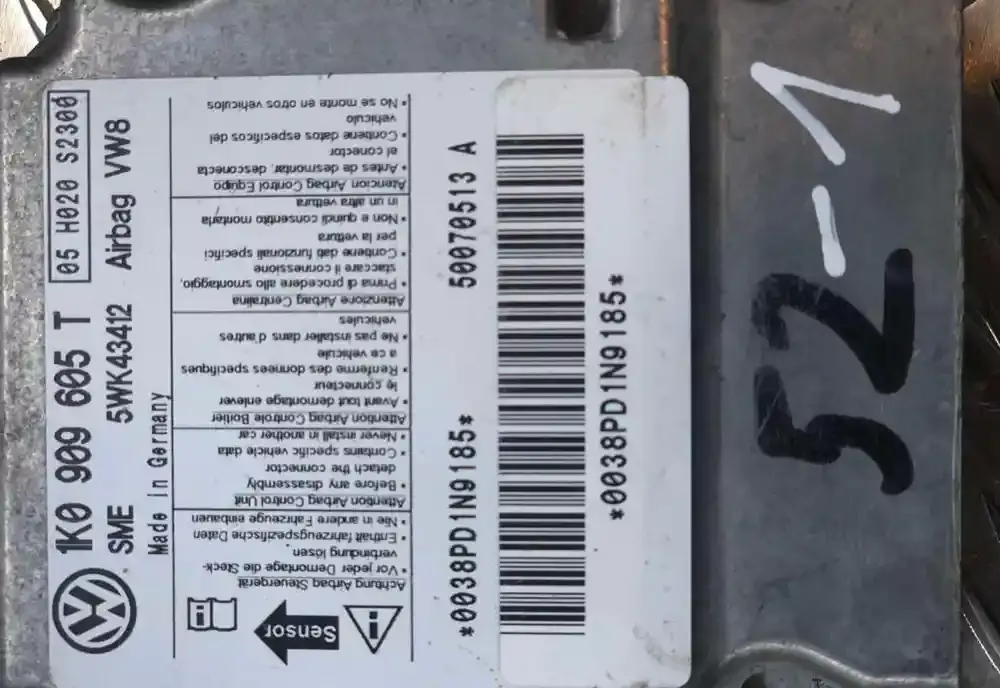 1K0 909 605 T
05 H020 S2300
SME
5WK43412
Airbag VW8
Made in Germany
Sensor
Achtung Airbag Steuergerät
• Vor jeder Demontage die Steck-
verbindung lösen.
• Enthält fahrzeugspezifische Daten
• Nie in andere Fahrzeuge einbauen
Attention Airbag Control Unit
• Before any disassembly
detach the connector
• Contains specific vehicle data
• Never install in another car
Attention Airbag Controle Boitier
• Avant tout demontage enlever
le connecteur
• Renferme des donnees specifiques
a ce vehicule
• Ne pas installer dans d'autres
vehicules
Attenzione Airbag Centralina
• Prima di procedere allo smontaggio,
staccare il connessione
• Contiene dati funzionali specifici
per la vettura
• Non e quindi consentito montarla
in un altra vettura
Atencion Airbag Control Equipo
• Antes de desmontar, desconecta
el conector
• Contiene datos especificos del
vehiculo
• No se monte en otros vehiculos
*0038PD1N9185*
50070513 A
*0038PD1N9185*
52-1